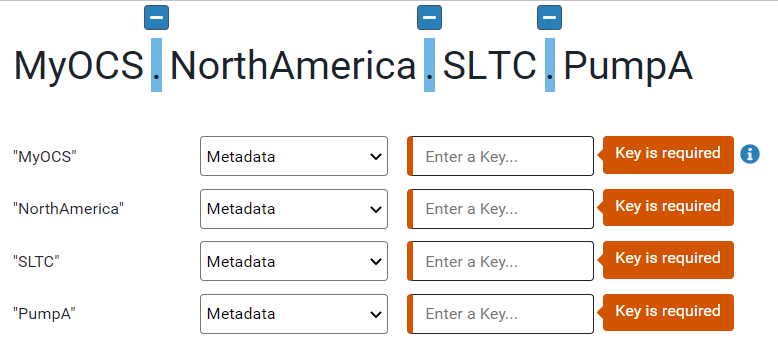 MyOCS.NorthAmerica.SLTC.PumpA
"MyOCS" Metadata Enter a Key... Key is required
"NorthAmerica" Metadata Enter a Key... Key is required
"SLTC" Metadata Enter a Key... Key is required
"PumpA" Metadata Enter a Key... Key is required